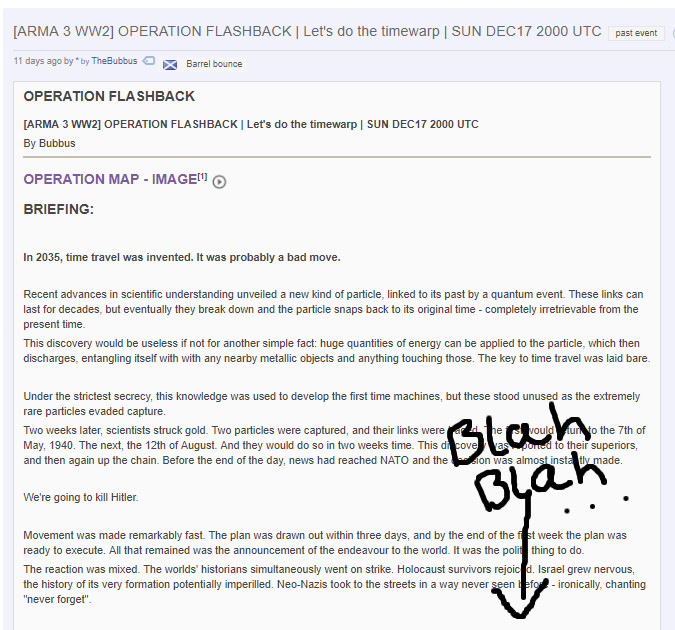 [ARMA 3 WW2] OPERATION FLASHBACK | Let's do the timewarp | SUN DEC17 2000 UTC past event
11 days ago by * by TheBubbus Barrel bounce
OPERATION FLASHBACK
[ARMA 3 WW2] OPERATION FLASHBACK | Let's do the timewarp | SUN DEC17 2000 UTC
By Bubbus
OPERATION MAP - IMAGE[1]
BRIEFING:
In 2035, time travel was invented. It was probably a bad move.
Recent advances in scientific understanding unveiled a new kind of particle, linked to its past by a quantum event. These links can
last for decades, but eventually they break down and the particle snaps back to its original time - completely irretrievable from the
present time.
This discovery would be useless if not for another simple fact: huge quantities of energy can be applied to the particle, which then
discharges, entangling itself with with any nearby metallic objects and anything touching those. The key to time travel was laid bare.
Under the strictest secrecy, this knowledge was used to develop the first time machines, but these stood unused as the extremely
rare particles evaded capture.
Two weeks later, scientists struck gold. Two particles were captured, and their links were The first would return to the 7th of
May, 1940. The next, the 12th of August. And they would do so in two weeks time. This discovery was reported to their superiors,
and then again up the chain. Before the end of the day, news had reached NATO and the decision was almost instantly made.
Blah
Blah ...
We're going to kill Hitler.
Movement was made remarkably fast. The plan was drawn out within three days, and by the end of the first week the plan was
ready to execute. All that remained was the announcement of the endeavour to the world. It was the polite thing to do.
The reaction was mixed. The worlds' historians simultaneously went on strike. Holocaust survivors rejoiced. Israel grew nervous,
the history of its very formation potentially imperilled. Neo-Nazis took to the streets in a way never seen before - ironically, chanting
"never forget".